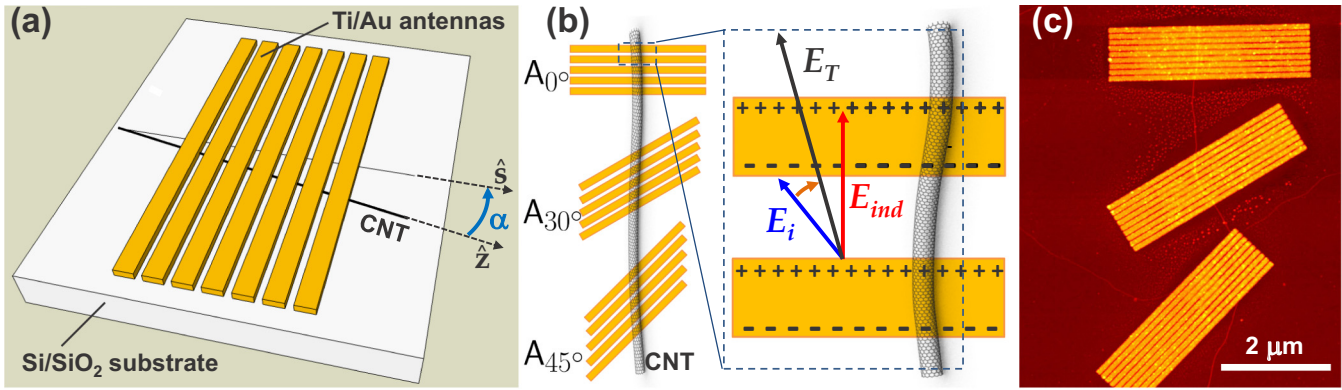 (a)
Ti/Au antennas
ŝ
α
CNT
ẑ
Si/SiO₂ substrate
(b)
A₀°
A₃₀°
A₄₅°
CNT
E_T
+ + + + + + + + + + + + + +
E_i
E_ind
(c)
2 μm